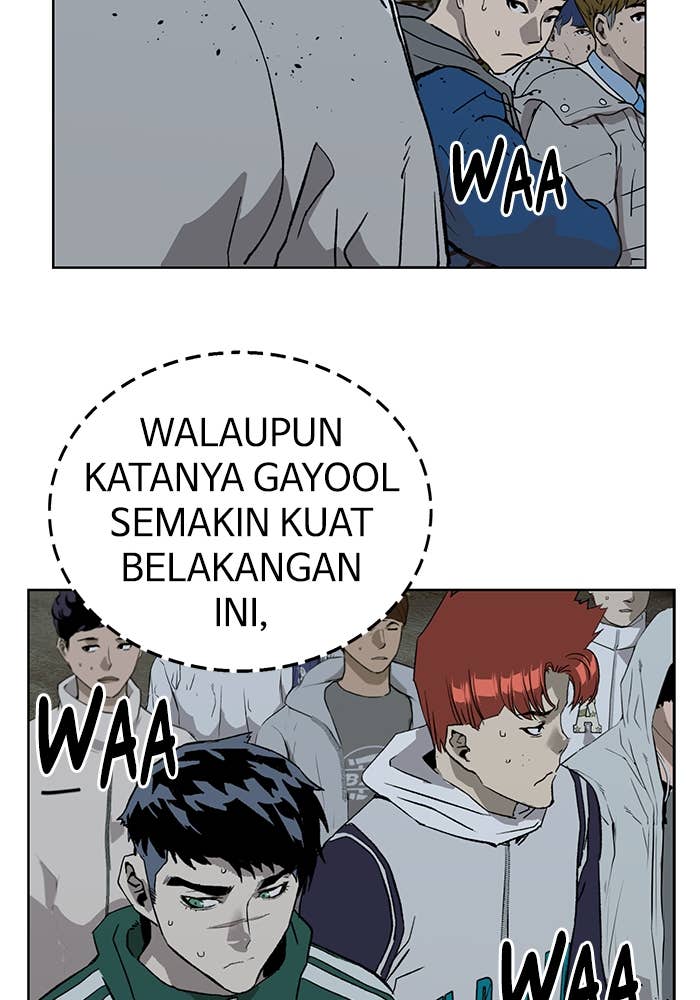 WAA
WALAUPUN
KATANYA GAYOOL
SEMAKIN KUAT
BELAKANGAN
INI,
WAA
WAA